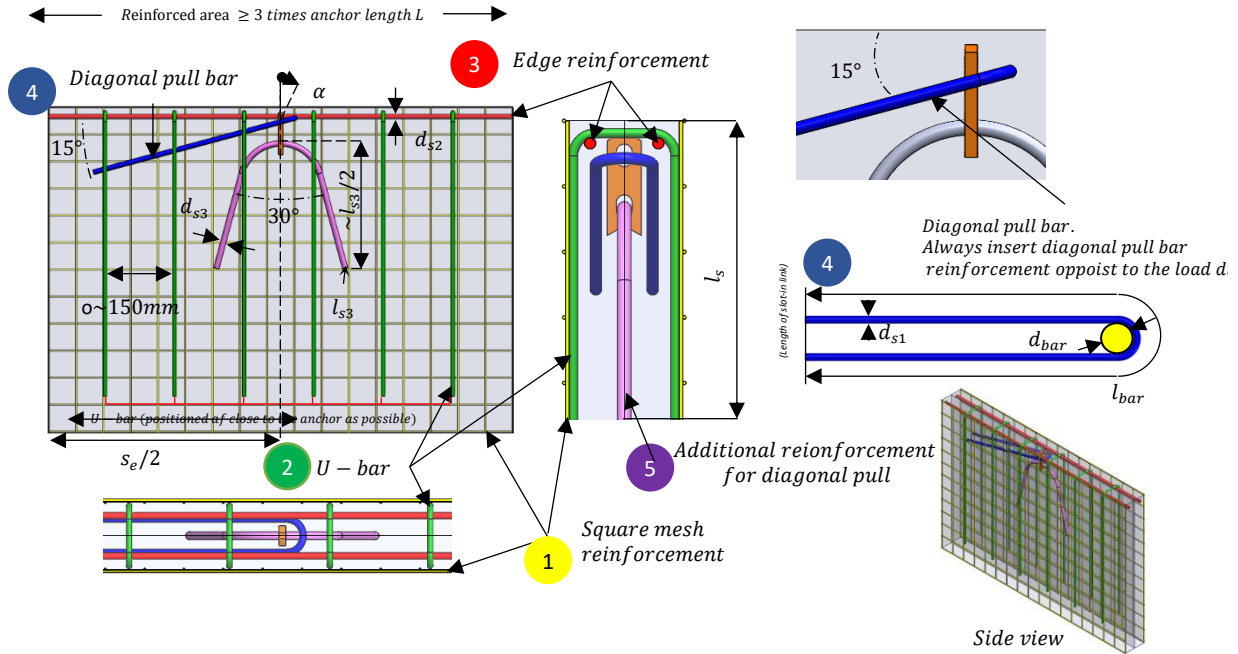 Reinforced area ≥ 3 times anchor length L
4
Diagonal pull bar
α
3
Edge reinforcement
15°
d_s2
15°
d_s3
30°
~l_s3/2
l_s
o~150mm
l_s3
Diagonal pull bar.
Always insert diagonal pull bar
reinforcement oppoist to the load d
4
(Length of slot-in link)
d_s1
d_bar
l_bar
U bar (positioned af close to the anchor as possible)
s_e/2
2
U − bar
5
Additional reionforcement
for diagonal pull
1
Square mesh
reinforcement
Side view